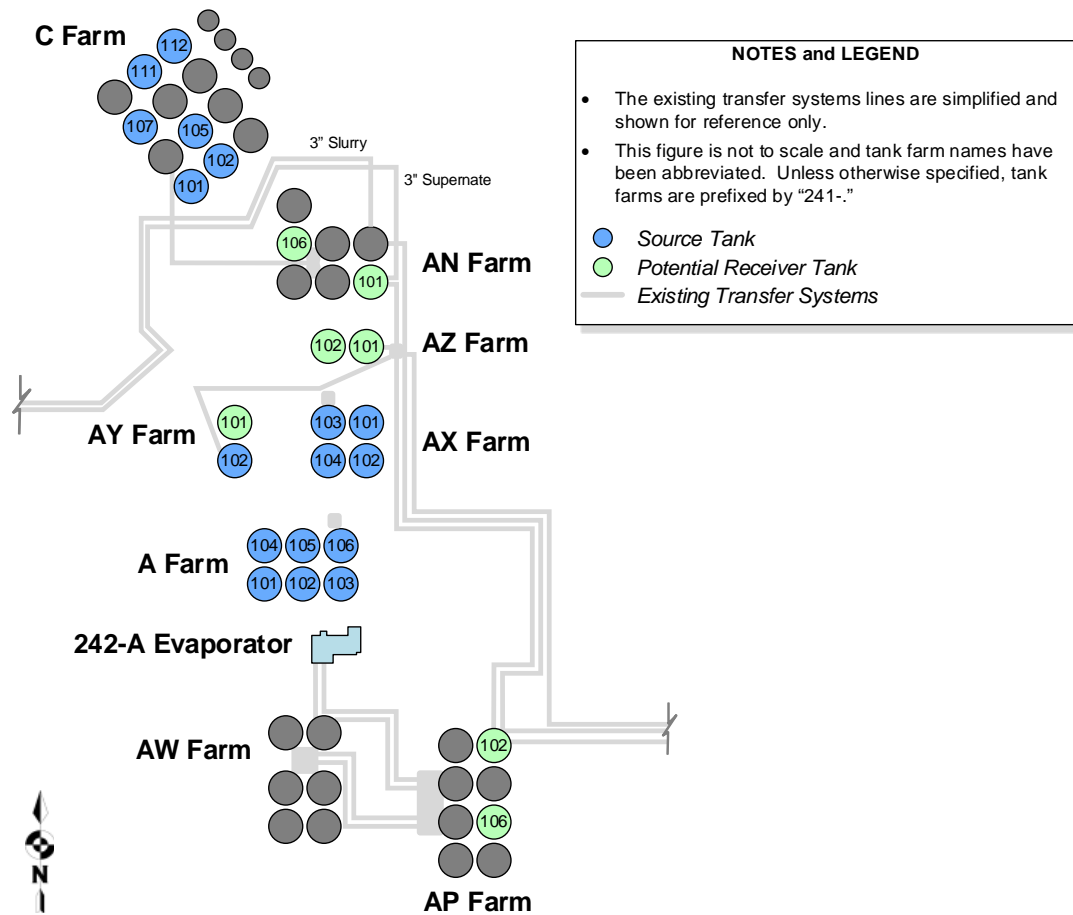 C Farm
112
111
107
105
102
101
3" Slurry
3" Supernate
106
AN Farm
101
102 101
AZ Farm
101
AY Farm
102
103 101
AX Farm
104 102
104 105 106
A Farm
101 102 103
242-A Evaporator
AW Farm
102
106
AP Farm
N
NOTES and LEGEND
• The existing transfer systems lines are simplified and
shown for reference only.
• This figure is not to scale and tank farm names have
been abbreviated. Unless otherwise specified, tank
farms are prefixed by “241-.”
Source Tank
Potential Receiver Tank
Existing Transfer Systems